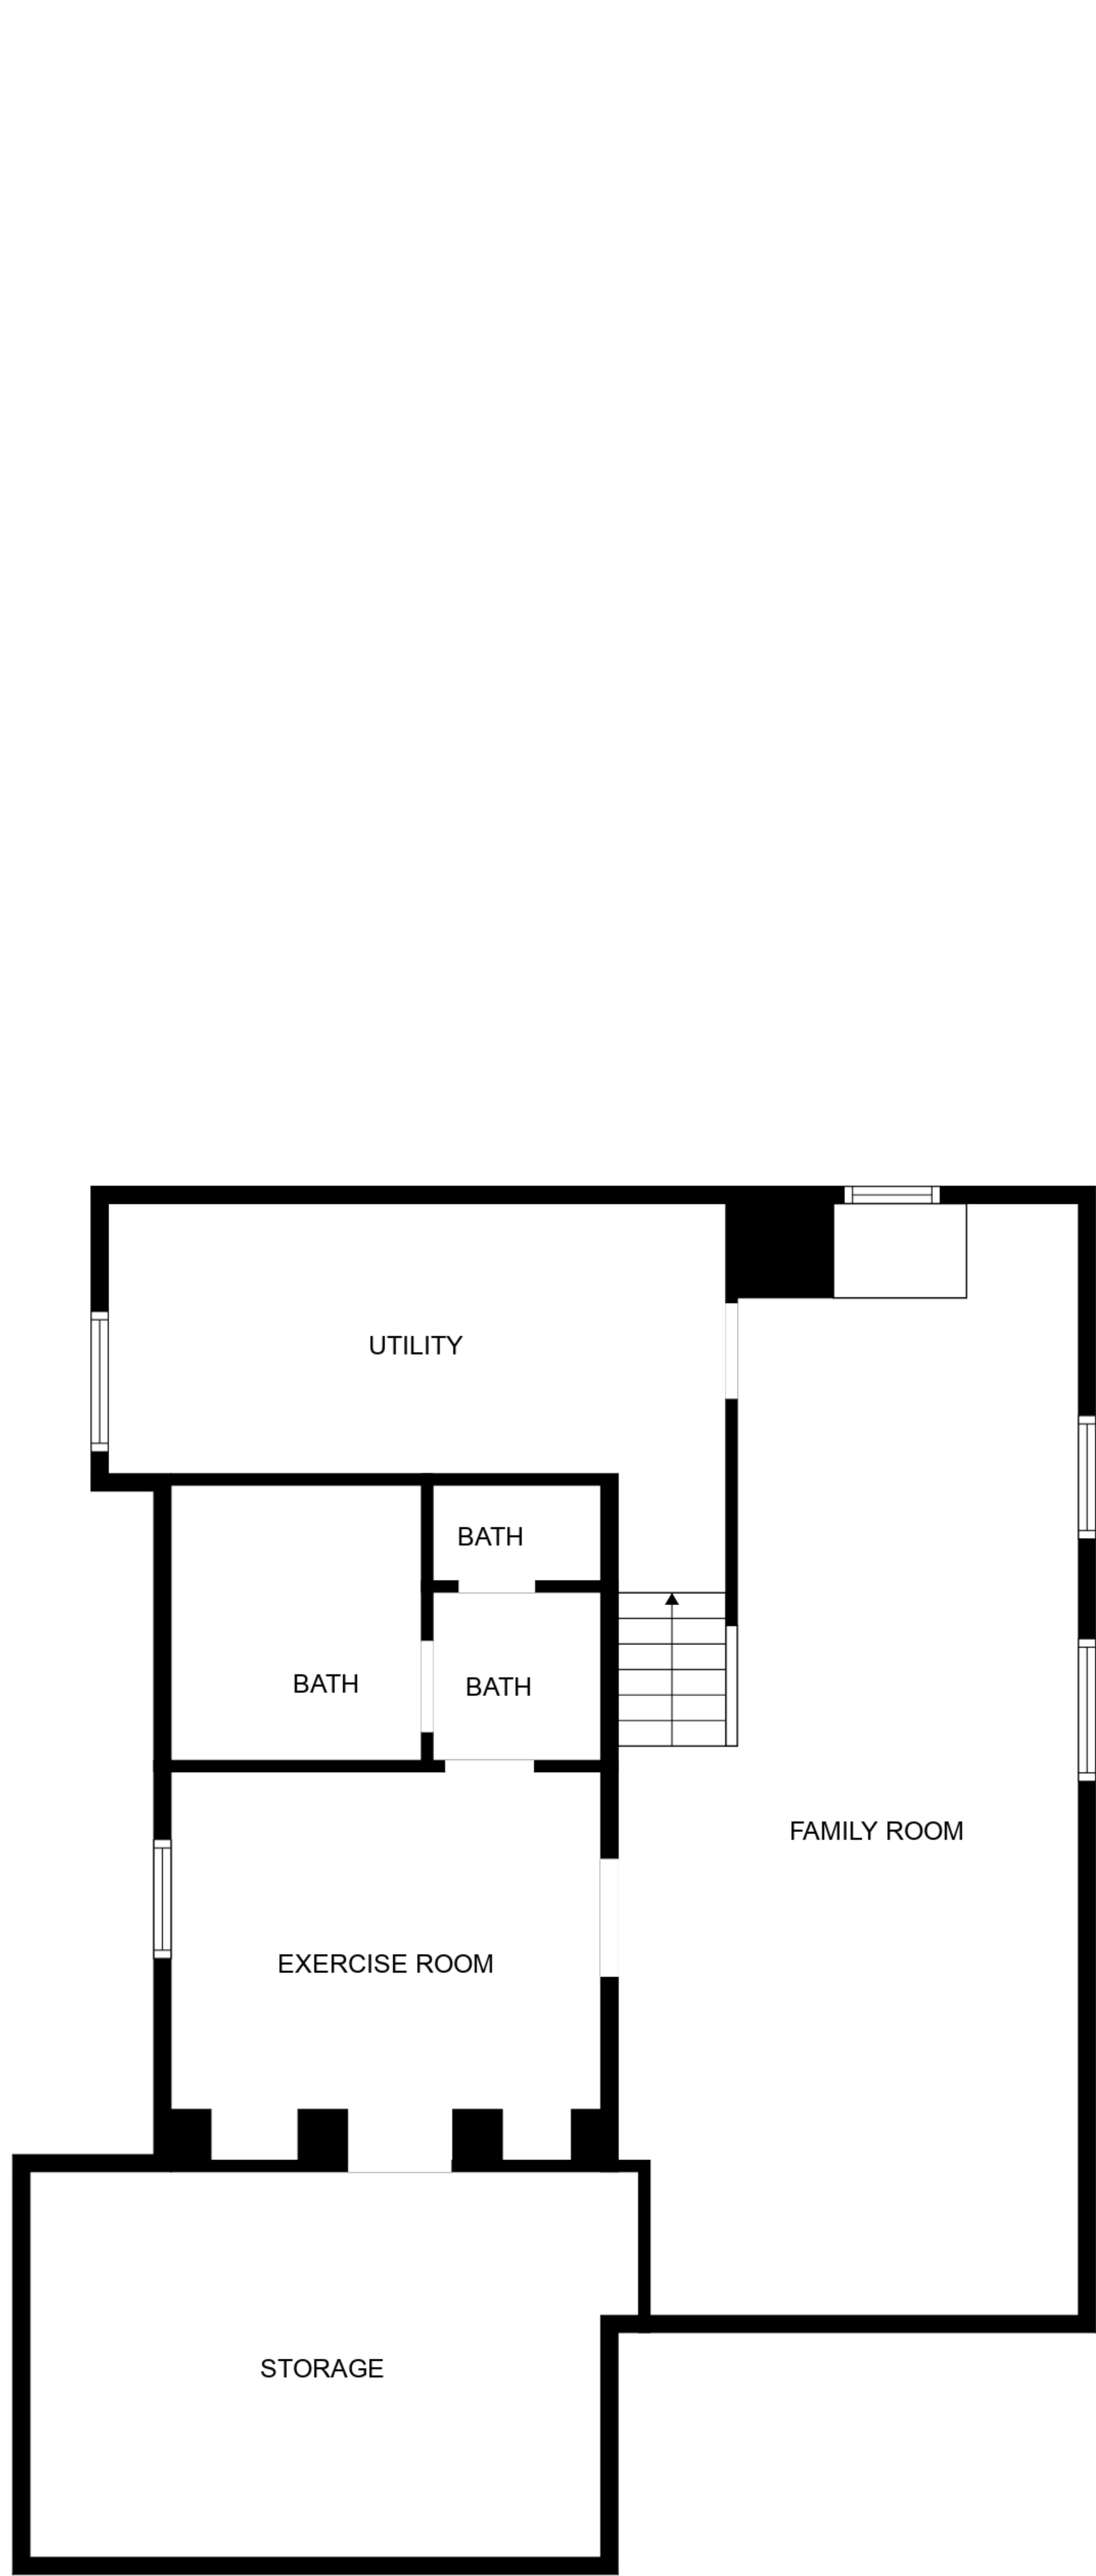 UTILITY
BATH
BATH
BATH
FAMILY ROOM
EXERCISE ROOM
STORAGE